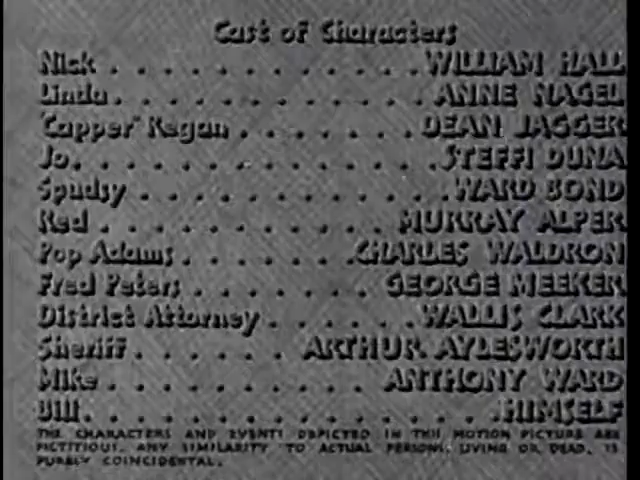 Cast of Characters
Nick . . . . . . . . . . . . . WILLIAM HALL
Linda . . . . . . . . . . . . . ANNE NAGEL
"Capper" Regan . . . . . . . . DEAN JAGGER
Jo . . . . . . . . . . . . . . . STEFFI DUNA
Spudsy . . . . . . . . . . . . WARD BOND
Red . . . . . . . . . . . . MURRAY ALPER
Pop Adams . . . . . . . CHARLES WALDRON
Fred Peters . . . . . . . GEORGE MEEKER
District Attorney . . . . . . WALLIS CLARK
Sheriff . . . . . . ARTHUR AYLESWORTH
Mike . . . . . . . . . . . ANTHONY WARD
Bill . . . . . . . . . . . . . . . . HIMSELF
THE CHARACTERS AND EVENTS DEPICTED IN THIS MOTION PICTURE ARE
FICTITIOUS. ANY SIMILARITY TO ACTUAL PERSONS, LIVING OR DEAD, IS
PURELY COINCIDENTAL.